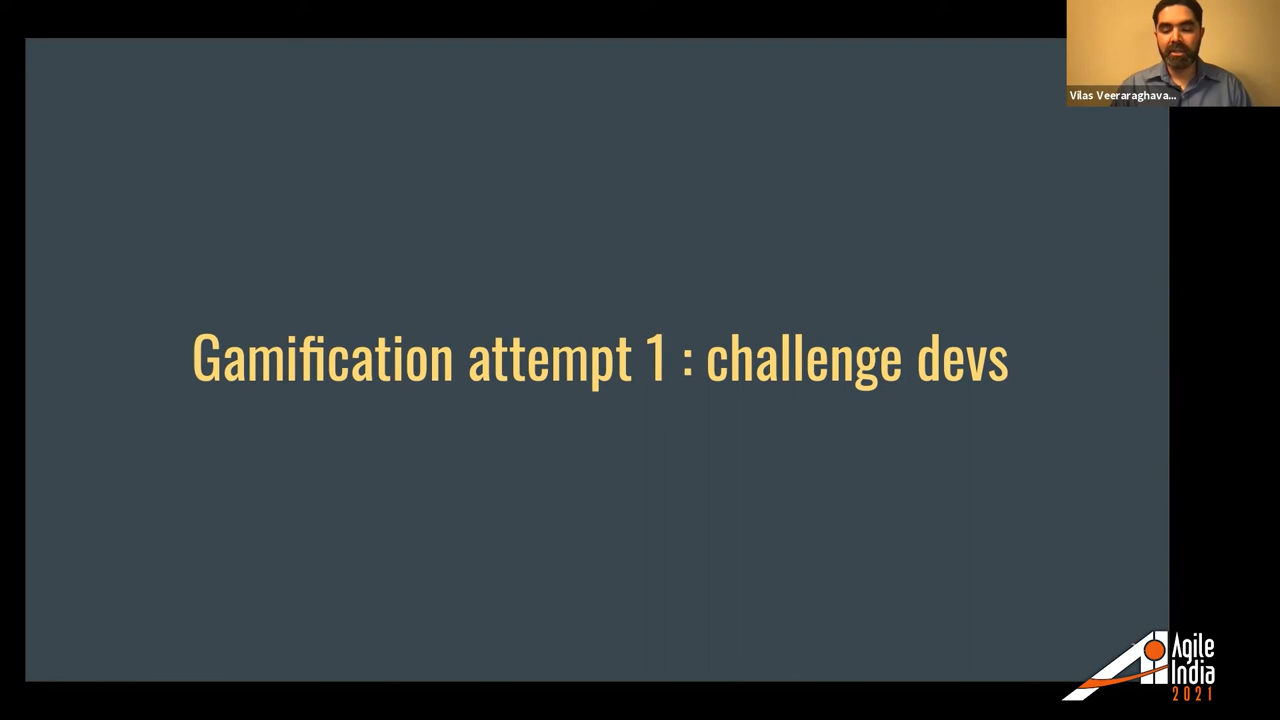 Vilas Veeraraghava...
Gamification attempt 1 : challenge devs
Agile
India
2021